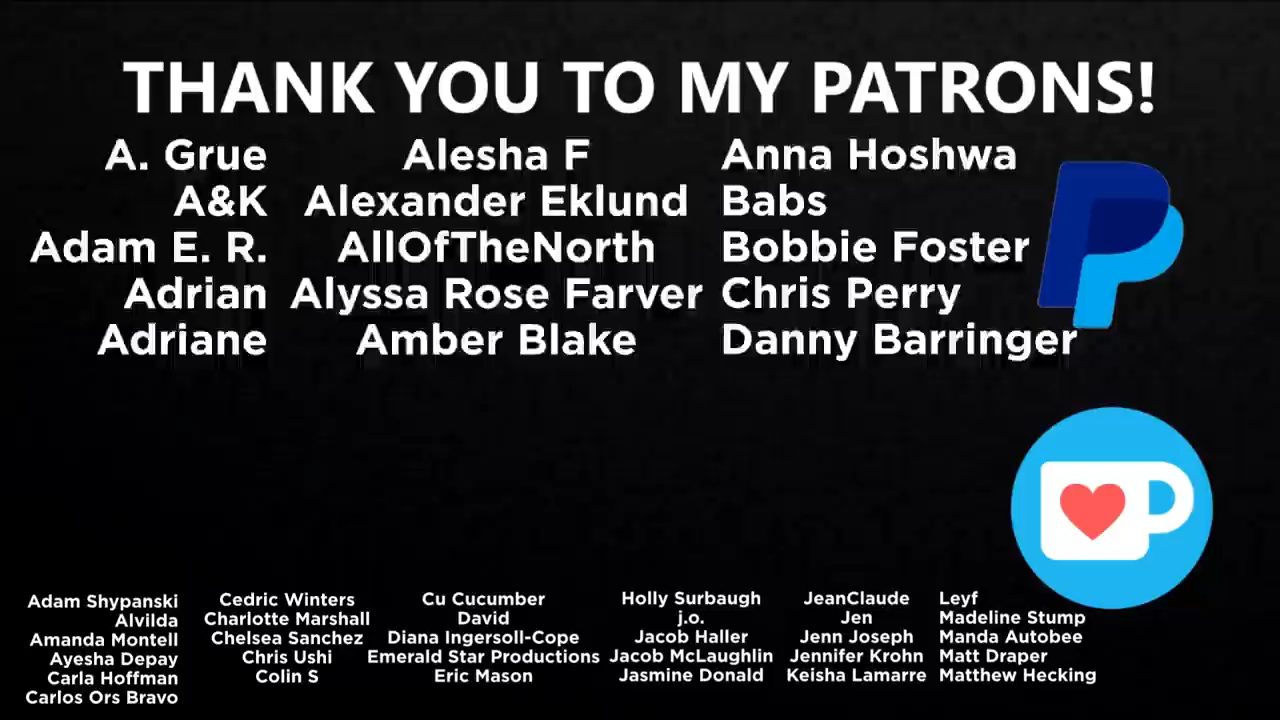 THANK YOU TO MY PATRONS!
A. Grue
A&K
Adam E. R.
Adrian
Adriane
Alesha F
Alexander Eklund
AllOfTheNorth
Alyssa Rose Farver
Amber Blake
Anna Hoshwa
Babs
Bobbie Foster
Chris Perry
Danny Barringer
Adam Shypanski
Alvilda
Amanda Montell
Ayesha Depay
Carla Hoffman
Carlos Ors Bravo
Cedric Winters
Charlotte Marshall
Chelsea Sanchez
Chris Ushi
Colin S
Cu Cucumber
David
Diana Ingersoll-Cope
Emerald Star Productions
Eric Mason
Holly Surbaugh
j.o.
Jacob Haller
Jacob McLaughlin
Jasmine Donald
JeanClaude
Jen
Jenn Joseph
Jennifer Krohn
Keisha Lamarre
Leyf
Madeline Stump
Manda Autobee
Matt Draper
Matthew Hecking